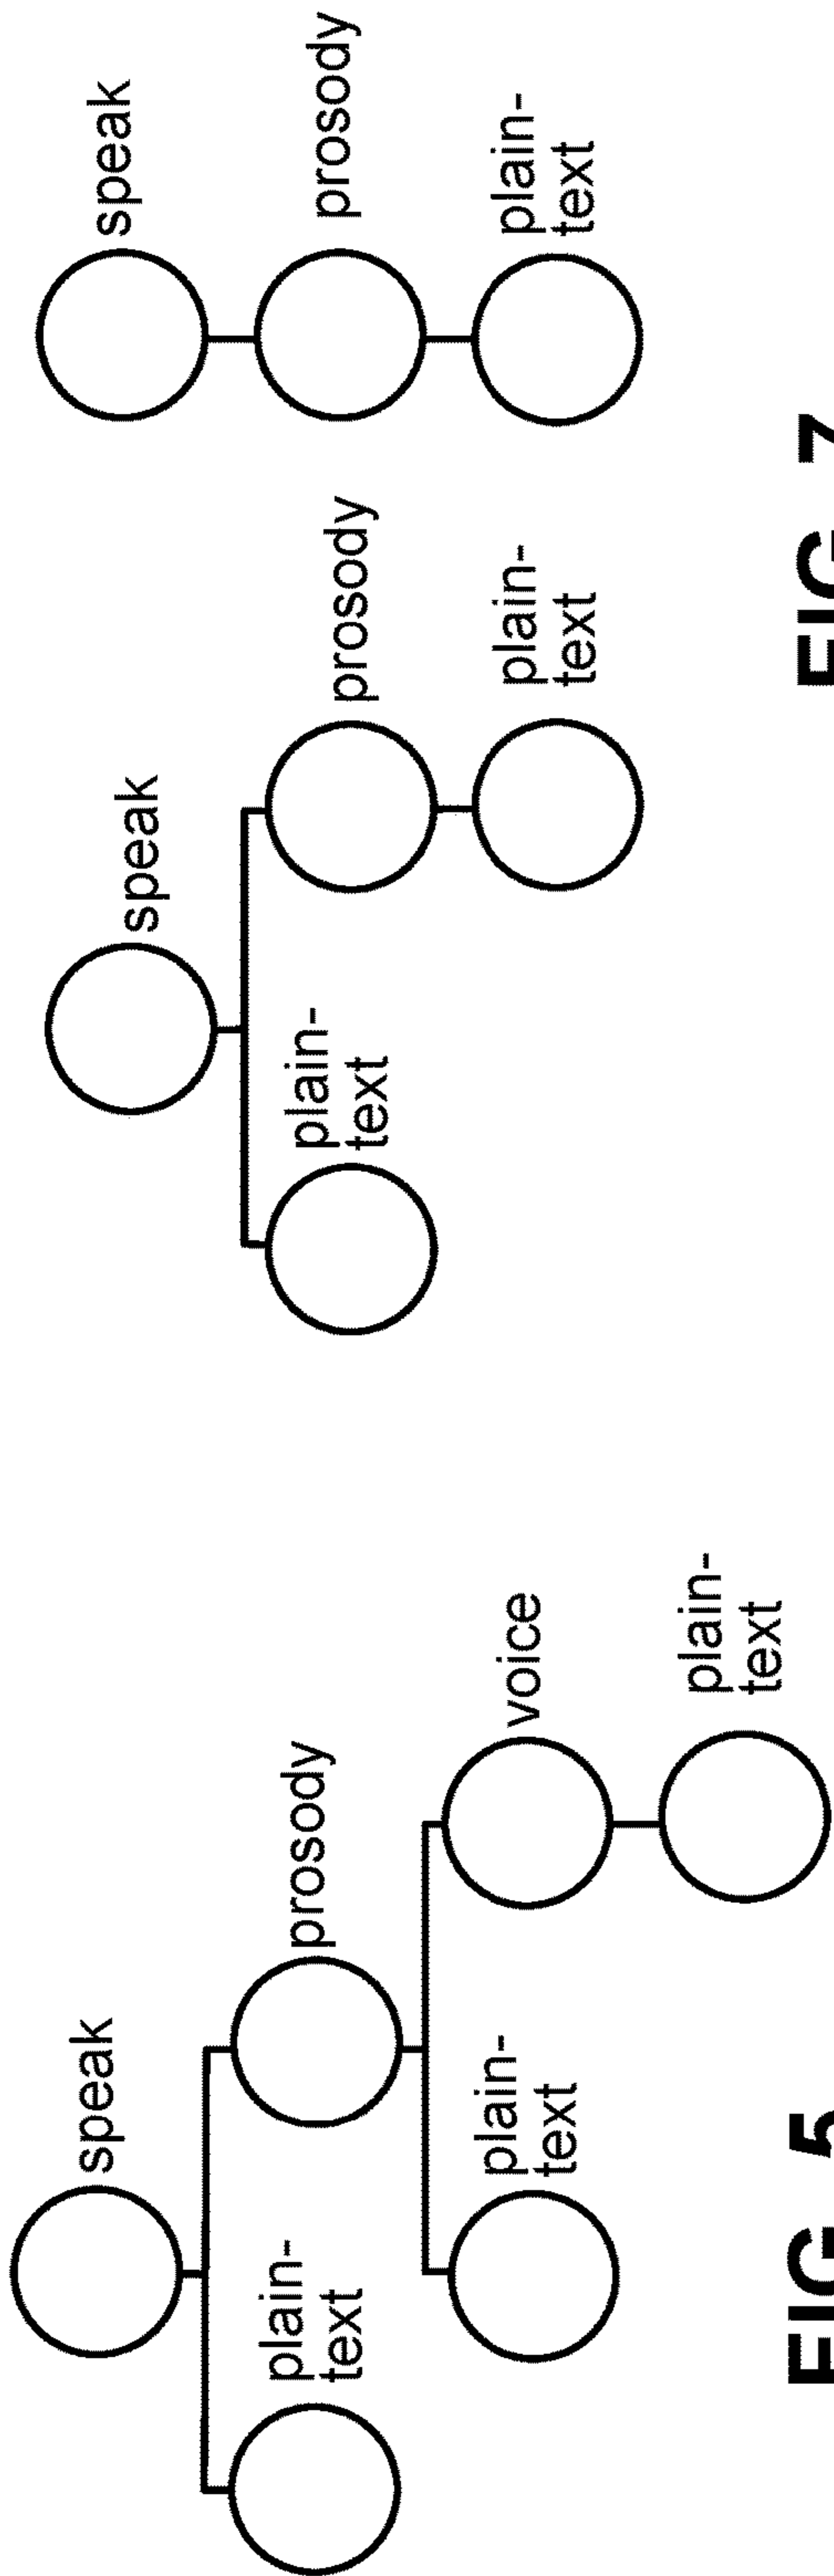 speak
plain-
text
prosody
plain-
text
voice
plain-
text
FIG. 5
speak
plain-
text
prosody
plain-
text
speak
prosody
plain-
text
FIG. 7